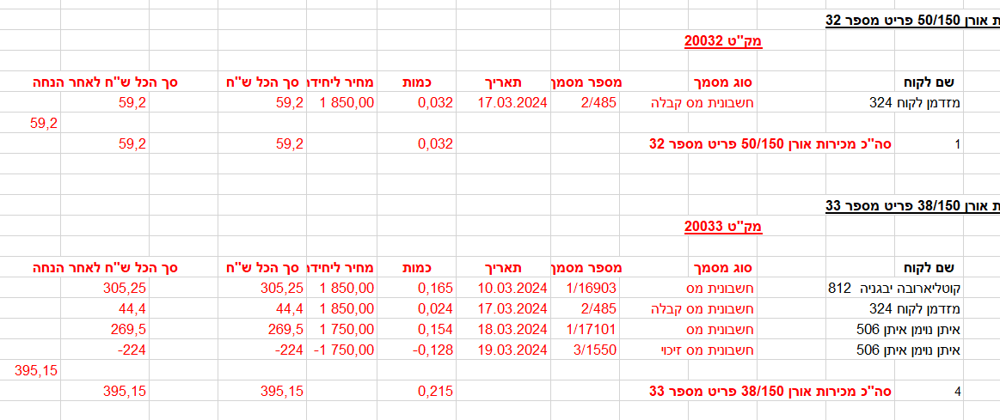 ת אורן 50/150 פריט מספר 32
מק"ט 20032
שם לקוח סוג מסמך מספר מסמך תאריך כמות מחיר ליחידה סך הכל ש"ח סך הכל ש"ח לאחר הנחה
מזדמן לקוח 324 חשבונית מס קבלה 2/485 17.03.2024 0,032 1 850,00 59,2 59,2
59,2
1 סה"כ מכירות אורן 50/150 פריט מספר 32 0,032 59,2 59,2
ת אורן 38/150 פריט מספר 33
מק"ט 20033
שם לקוח סוג מסמך מספר מסמך תאריך כמות מחיר ליחידה סך הכל ש"ח סך הכל ש"ח לאחר הנחה
קוטליארובה יבגניה 812 חשבונית מס 1/16903 10.03.2024 0,165 1 850,00 305,25 305,25
מזדמן לקוח 324 חשבונית מס קבלה 2/485 17.03.2024 0,024 1 850,00 44,4 44,4
איתן נוימן איתן 506 חשבונית מס 1/17101 18.03.2024 0,154 1 750,00 269,5 269,5
איתן נוימן איתן 506 חשבונית מס זיכוי 3/1550 19.03.2024 -0,128 -1 750,00 -224 -224
395,15
4 סה"כ מכירות אורן 38/150 פריט מספר 33 0,215 395,15 395,15